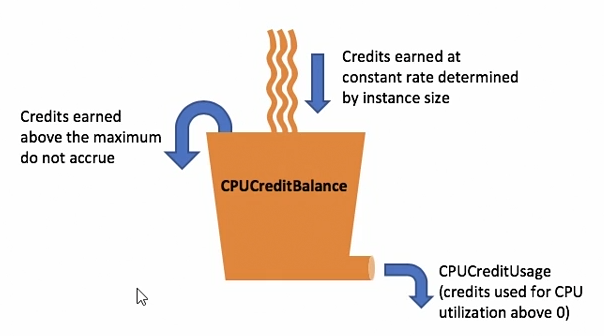 Credits earned at
constant rate determined
by instance size
Credits earned
above the maximum
do not accrue
CPUCreditBalance
CPUCreditUsage
(credits used for CPU
utilization above 0)